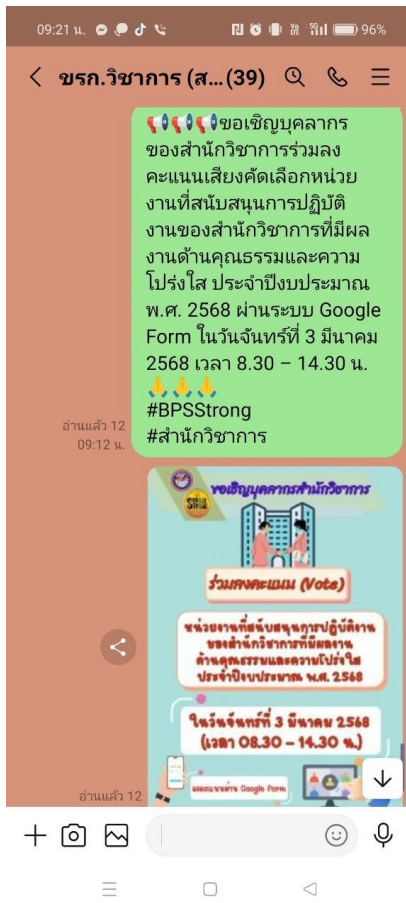 09:21 น.
96%
ขรก.วิชาการ (ส...(39)
📢📢📢ขอเชิญบุคลากร
ของสำนักวิชาการร่วมลง
คะแนนเสียงคัดเลือกหน่วย
งานที่สนับสนุนการปฏิบัติ
งานของสำนักวิชาการที่มีผล
งานด้านคุณธรรมและความ
โปร่งใส ประจำปีงบประมาณ
พ.ศ. 2568 ผ่านระบบ Google
Form ในวันจันทร์ที่ 3 มีนาคม
2568 เวลา 8.30 – 14.30 น.
🙏🙏🙏
#BPSStrong
#สำนักวิชาการ
อ่านแล้ว 12
09:12 น.
ขอเชิญบุคลากรสำนักวิชาการ
ร่วมลงคะแนน (Vote)
หน่วยงานที่สนับสนุนการปฏิบัติงาน
ของสำนักวิชาการที่มีผลงาน
ด้านคุณธรรมและความโปร่งใส
ประจำปีงบประมาณ พ.ศ. 2568
ในวันจันทร์ที่ 3 มีนาคม 2568
(เวลา 08.30 – 14.30 น.)
ลงคะแนนผ่าน Google Form
อ่านแล้ว 12